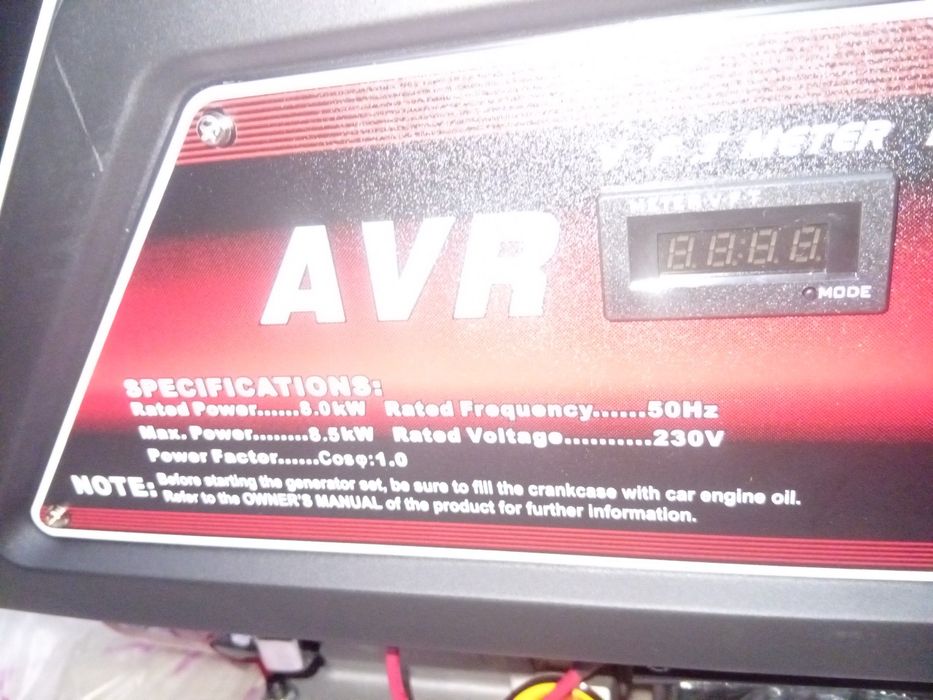 METER
AVR
MODE
SPECIFICATIONS:
Rated Power......8.0kW Rated Frequency......50Hz
Max. Power........8.5kW Rated Voltage..........230V
Power Factor......Cosφ:1.0
NOTE: Before starting the generator set, be sure to fill the crankcase with car engine oil.
Refer to the OWNER'S MANUAL of the product for further information.